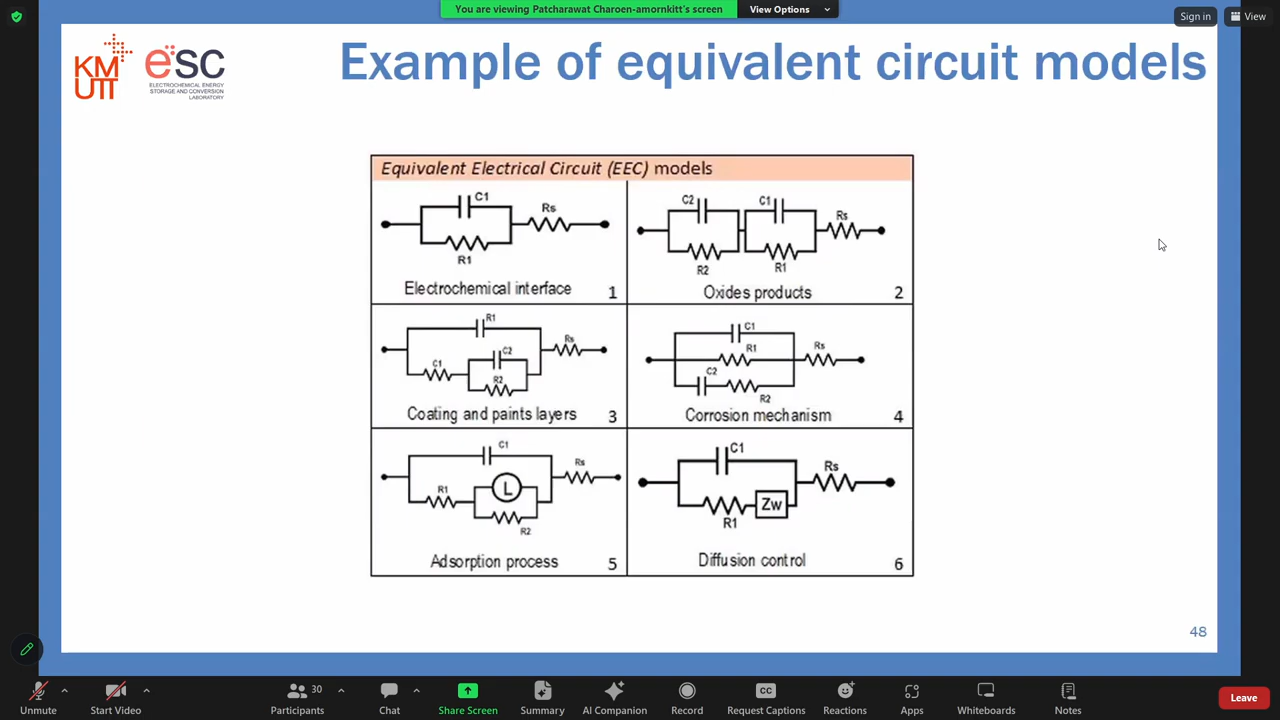 You are viewing Patcharawat Charoen-amornkitt's screen
View Options
Sign in
View
KM
UTT
esc
ELECTROCHEMICAL ENERGY
STORAGE AND CONVERSION
LABORATORY
Example of equivalent circuit models
Equivalent Electrical Circuit (EEC) models
C1
Rs
R1
Electrochemical interface
1
C2
C1
Rs
R2
R1
Oxides products
2
R1
Rs
C1
C2
R2
Coating and paints layers
3
C1
R1
Rs
C2
R2
Corrosion mechanism
4
C1
Rs
R1
L
R2
Adsorption process
5
C1
Rs
R1
Zw
Diffusion control
6
48
Unmute
Start Video
30
Participants
Chat
Share Screen
Summary
AI Companion
Record
CC
Request Captions
Reactions
Apps
Whiteboards
Notes
Leave